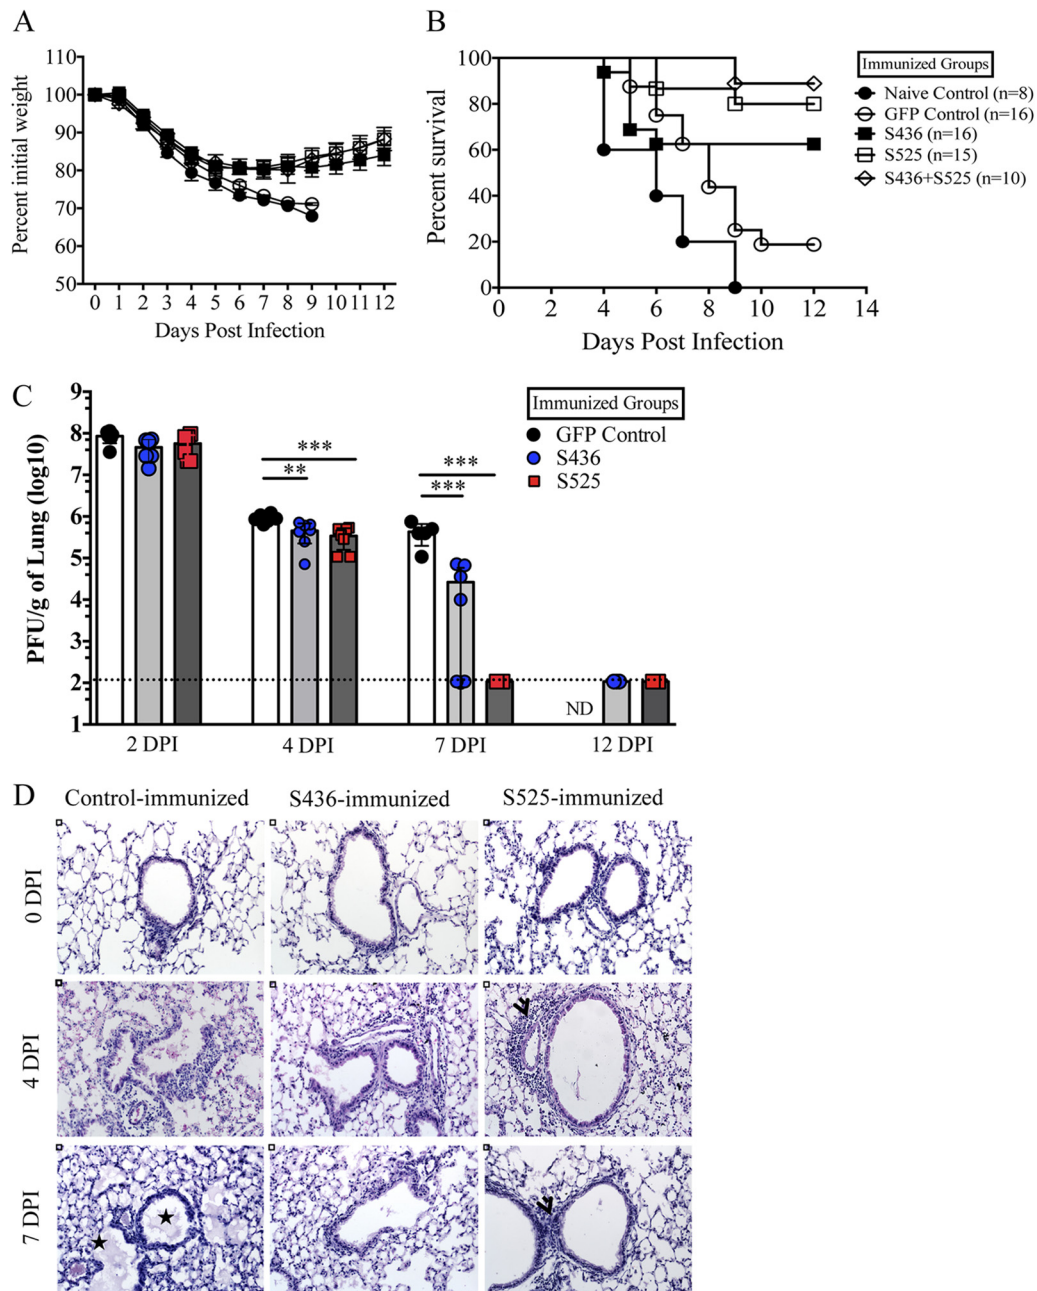 A
Percent initial weight
110
100
90
80
70
60
50
0 1 2 3 4 5 6 7 8 9 10 11 12
Days Post Infection
B
Percent survival
100
80
60
40
20
0
0 2 4 6 8 10 12 14
Days Post Infection
Immunized Groups
Naive Control (n=8)
GFP Control (n=16)
S436 (n=16)
S525 (n=15)
S436+S525 (n=10)
C
PFU/g of Lung (log10)
9
8
7
6
5
4
3
2
1
***
**
***
***
ND
2 DPI 4 DPI 7 DPI 12 DPI
Immunized Groups
GFP Control
S436
S525
D
Control-immunized S436-immunized S525-immunized
0 DPI
4 DPI
7 DPI